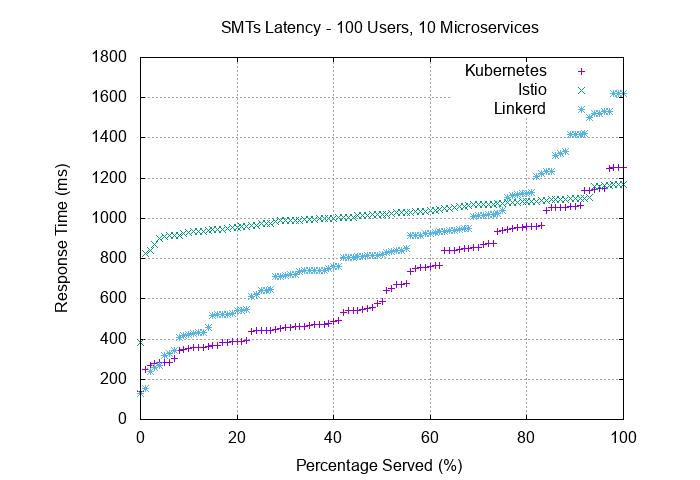 SMTs Latency - 100 Users, 10 Microservices
1800
1600
1400
1200
1000
800
600
400
200
0
Response Time (ms)
Kubernetes
Istio
Linkerd
0 20 40 60 80 100
Percentage Served (%)